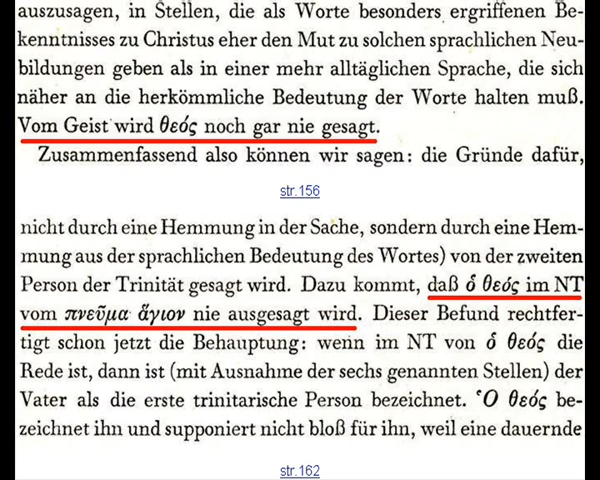 auszusagen, in Stellen, die als Worte besonders ergriffenen Be-
kenntnisses zu Christus eher den Mut zu solchen sprachlichen Neu-
bildungen geben als in einer mehr alltäglichen Sprache, die sich
näher an die herkömmliche Bedeutung der Worte halten muß.
Vom Geist wird θεός noch gar nie gesagt.
Zusammenfassend also können wir sagen: die Gründe dafür,
str.156
nicht durch eine Hemmung in der Sache, sondern durch eine Hem-
mung aus der sprachlichen Bedeutung des Wortes) von der zweiten
Person der Trinität gesagt wird. Dazu kommt, daß ὁ θεός im NT
vom πνεῦμα ἅγιον nie ausgesagt wird. Dieser Befund rechtfer-
tigt schon jetzt die Behauptung: wenn im NT von ὁ θεός die
Rede ist, dann ist (mit Ausnahme der sechs genannten Stellen) der
Vater als die erste trinitarische Person bezeichnet. Ὁ θεός be-
zeichnet ihn und supponiert nicht bloß für ihn, weil eine dauernde
str.162